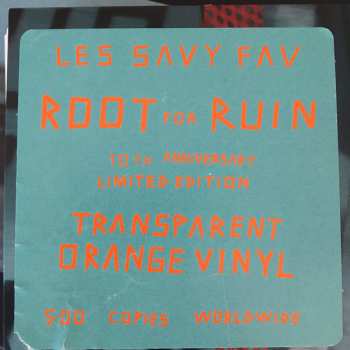 LES SAVY FAV
ROOT FOR RUIN
10TH ANNIVERSARY
LIMITED EDITION
TRANSPARENT
ORANGE VINYL
500 COPIES WORLDWIDE